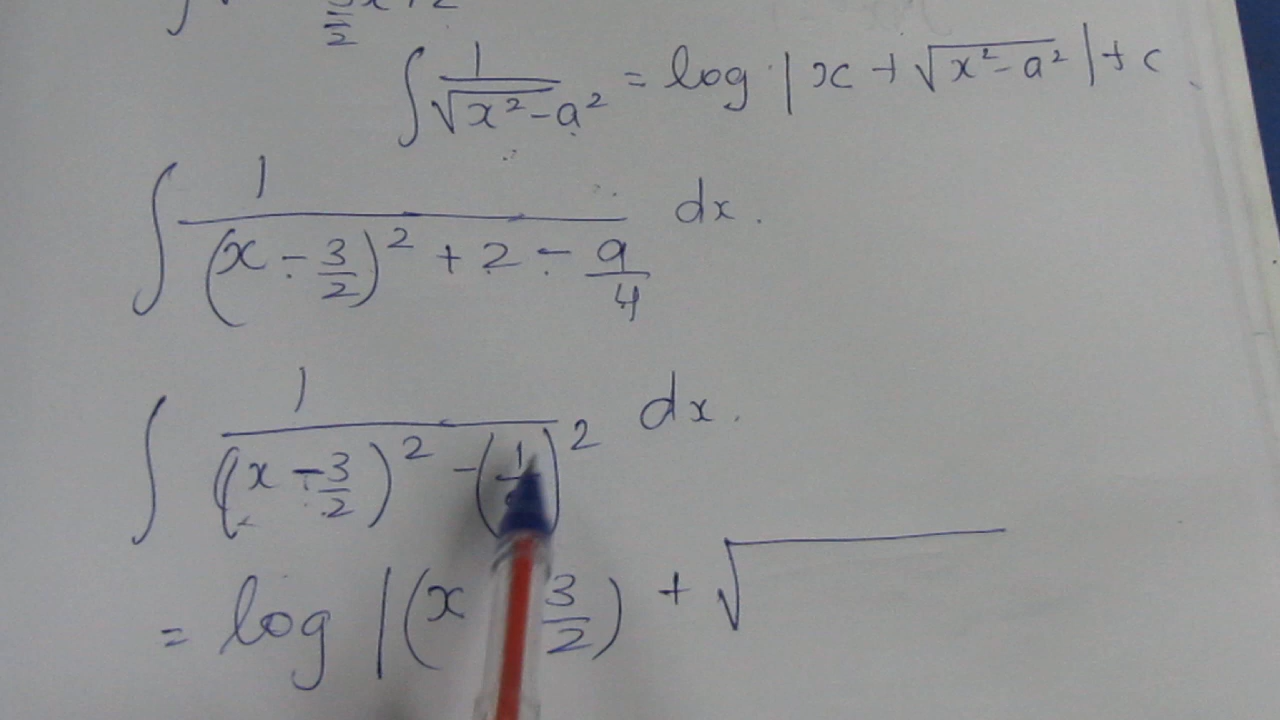 ∫ 1/√x²-a² = log |x + √x²-a²| + c
∫ 1/(x - 3/2)² + 2 - 9/4 dx.
∫ 1/(x - 3/2)² - (1/ )² dx.
= log |(x 3/2) + √